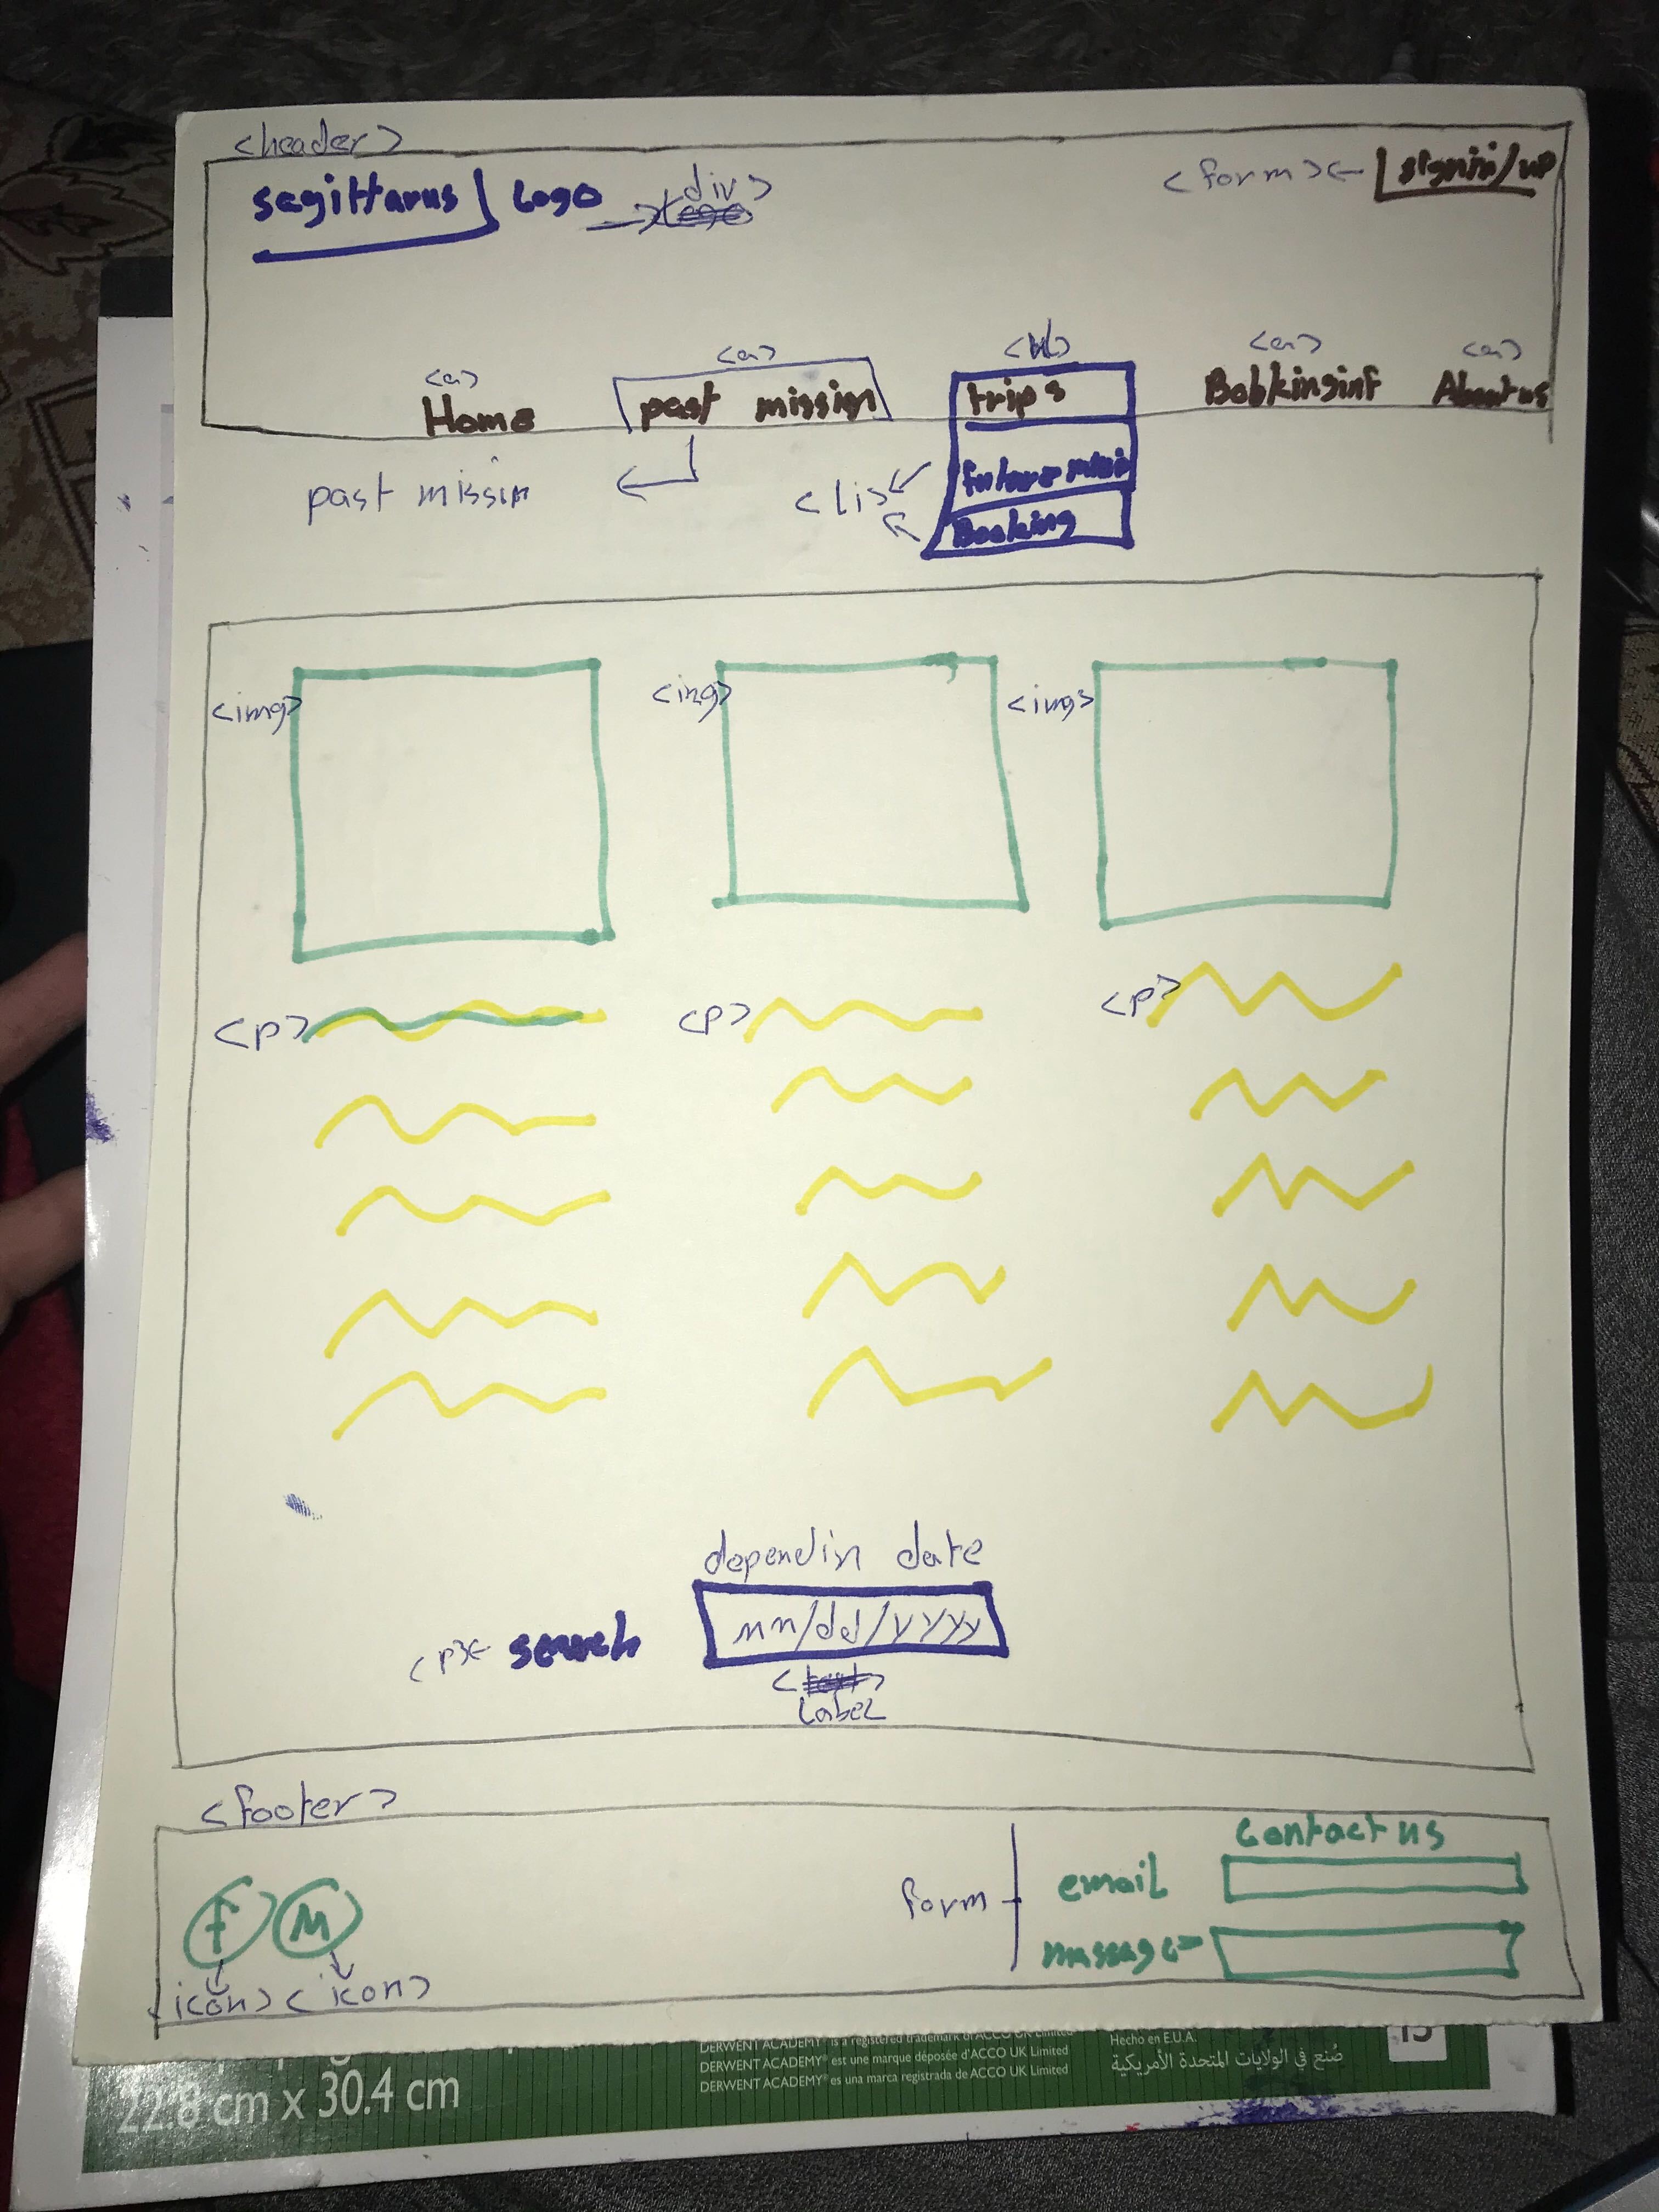 <header>
sagittarus Logo <div>
<form> signin/up
<a> <a> <ul> <a> <a>
Home past mission trips Bookinginf About us
past missin <li> future missi
Booking
<img> <img> <img>
<p> <p> <p>
dependin date
<p> search mm/dd/yyyy
Label
<footer>
contact us
form email
f M message
icon> <icon>
DERWENT ACADEMY® is a registered trademark of ACCO UK Limited
DERWENT ACADEMY® est une marque déposée d'ACCO UK Limited
DERWENT ACADEMY® es una marca registrada de ACCO UK Limited
Hecho en E.U.A.
صُنع في الولايات المتحدة الأمريكية
15
22.8 cm x 30.4 cm